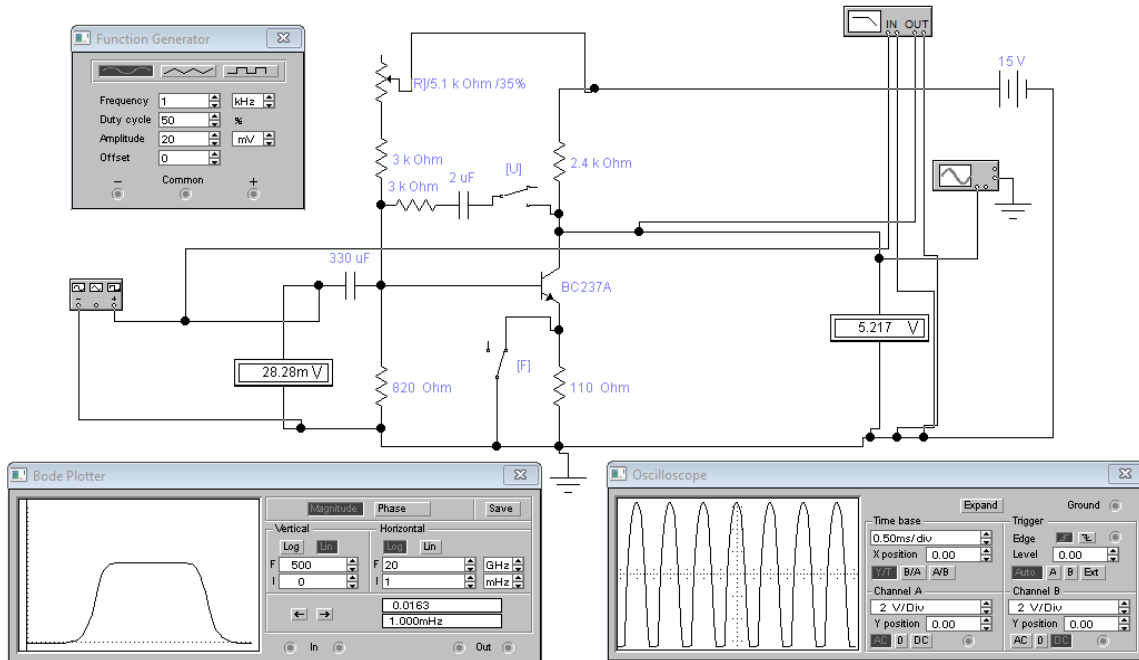 Function Generator
Frequency 1 kHz
Duty cycle 50 %
Amplitude 20 mV
Offset 0
− Common +
[R]/5.1 k Ohm /35%
IN OUT
15 V
3 k Ohm
2.4 k Ohm
3 k Ohm
2 uF
[U]
330 uF
BC237A
− +
28.28m V
5.217 V
[F]
820 Ohm
110 Ohm
Bode Plotter
Magnitude Phase Save
Vertical Horizontal
Log Lin Log Lin
F 500 F 20 GHz
I 0 I 1 mHz
← →
0.0163
1.000mHz
In Out
Oscilloscope
Expand Ground
Time base Trigger
0.50ms/div Edge
X position 0.00 Level 0.00
Y/T B/A A/B Auto A B Ext
Channel A Channel B
2 V/Div 2 V/Div
Y position 0.00 Y position 0.00
AC 0 DC AC 0 DC